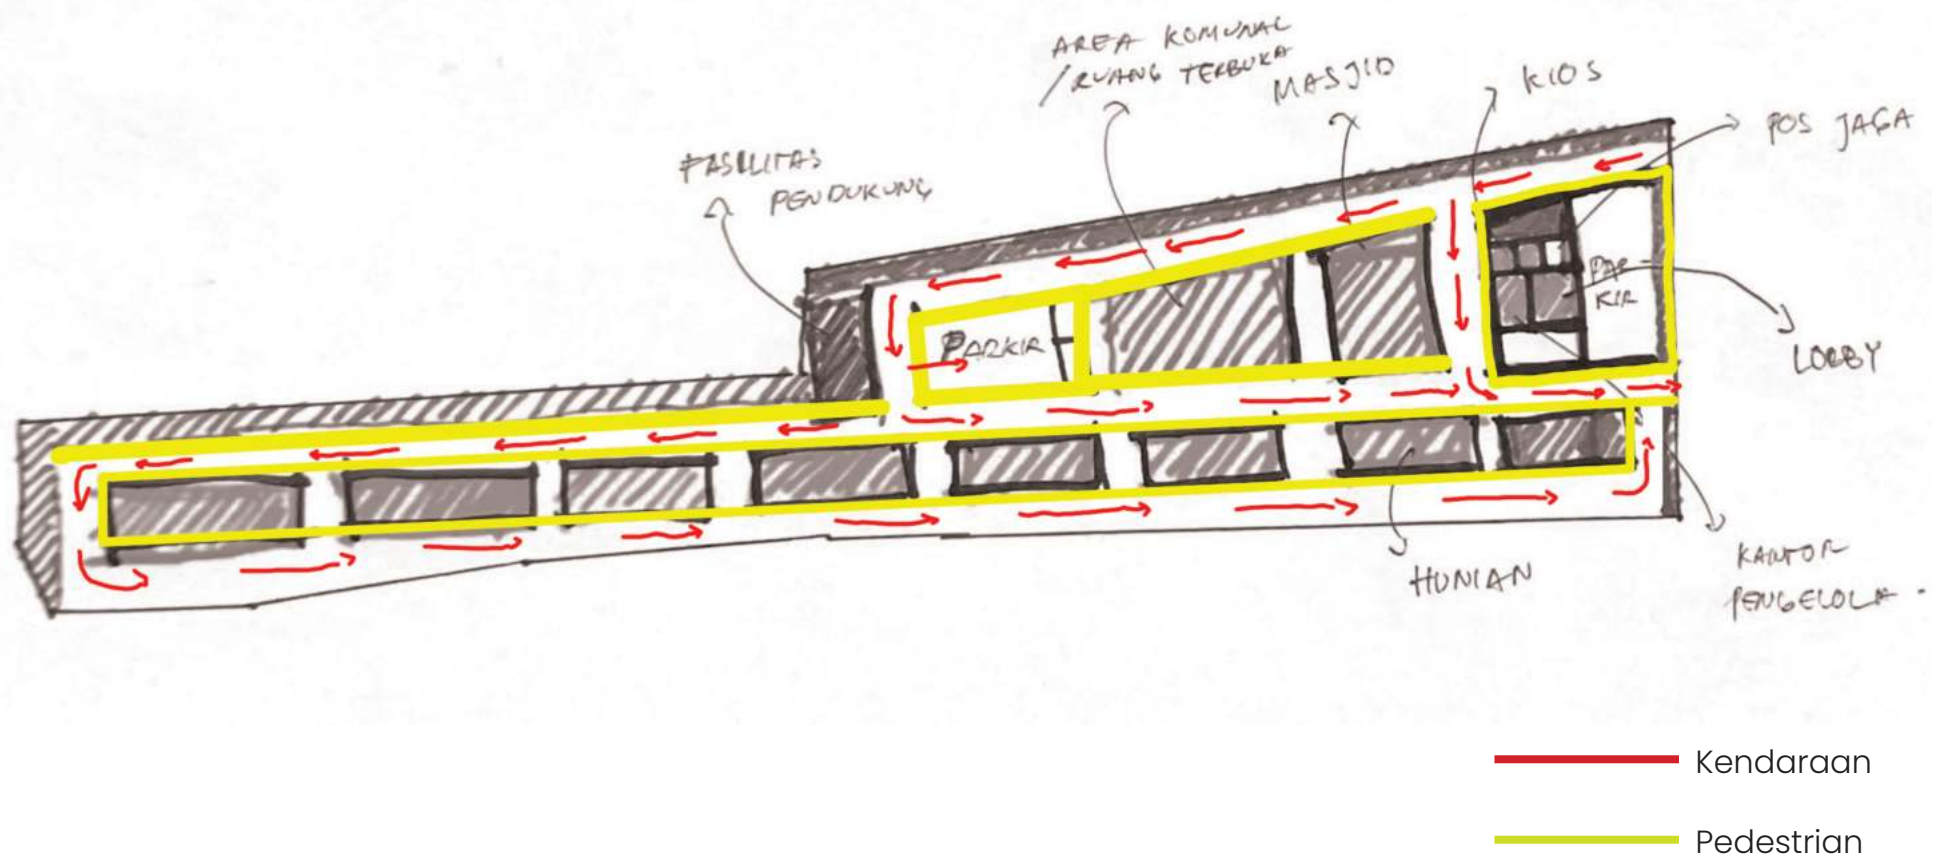 AREA KOMUNAL
/RUANG TERBUKA
MASJID
KIOS
POS JAGA
FASILITAS
PENDUKUNG
PARKIR
PAR
KIR
LOBBY
HUNIAN
KANTOR
PENGELOLA.
Kendaraan
Pedestrian